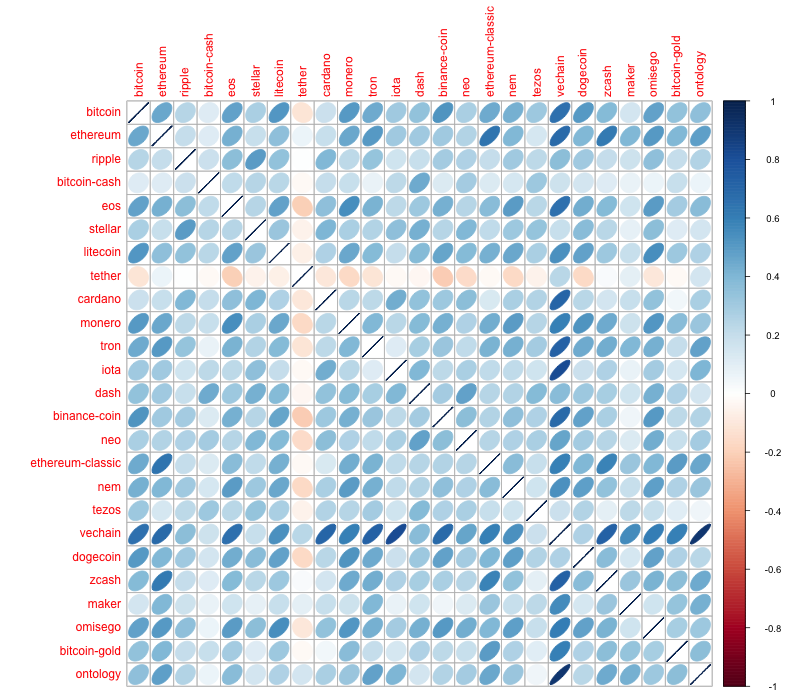 bitcoin
ethereum
ripple
bitcoin-cash
eos
stellar
litecoin
tether
cardano
monero
tron
iota
dash
binance-coin
neo
ethereum-classic
nem
tezos
vechain
dogecoin
zcash
maker
omisego
bitcoin-gold
ontology
bitcoin
ethereum
ripple
bitcoin-cash
eos
stellar
litecoin
tether
cardano
monero
tron
iota
dash
binance-coin
neo
ethereum-classic
nem
tezos
vechain
dogecoin
zcash
maker
omisego
bitcoin-gold
ontology
1
0.8
0.6
0.4
0.2
0
-0.2
-0.4
-0.6
-0.8
-1